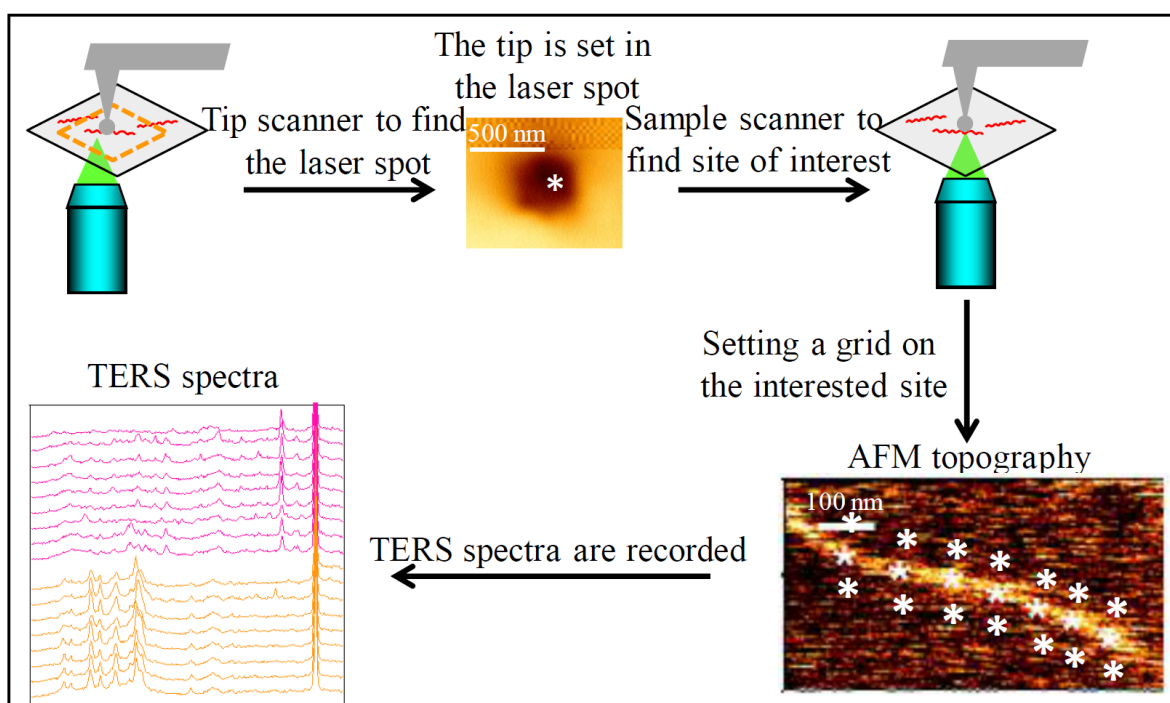 The tip is set in
the laser spot
Tip scanner to find
the laser spot
500 nm
*
Sample scanner to
find site of interest
Setting a grid on
the interested site
AFM topography
100 nm
* * * * * * *
* * * * * * *
* * * * * * *
TERS spectra are recorded
TERS spectra